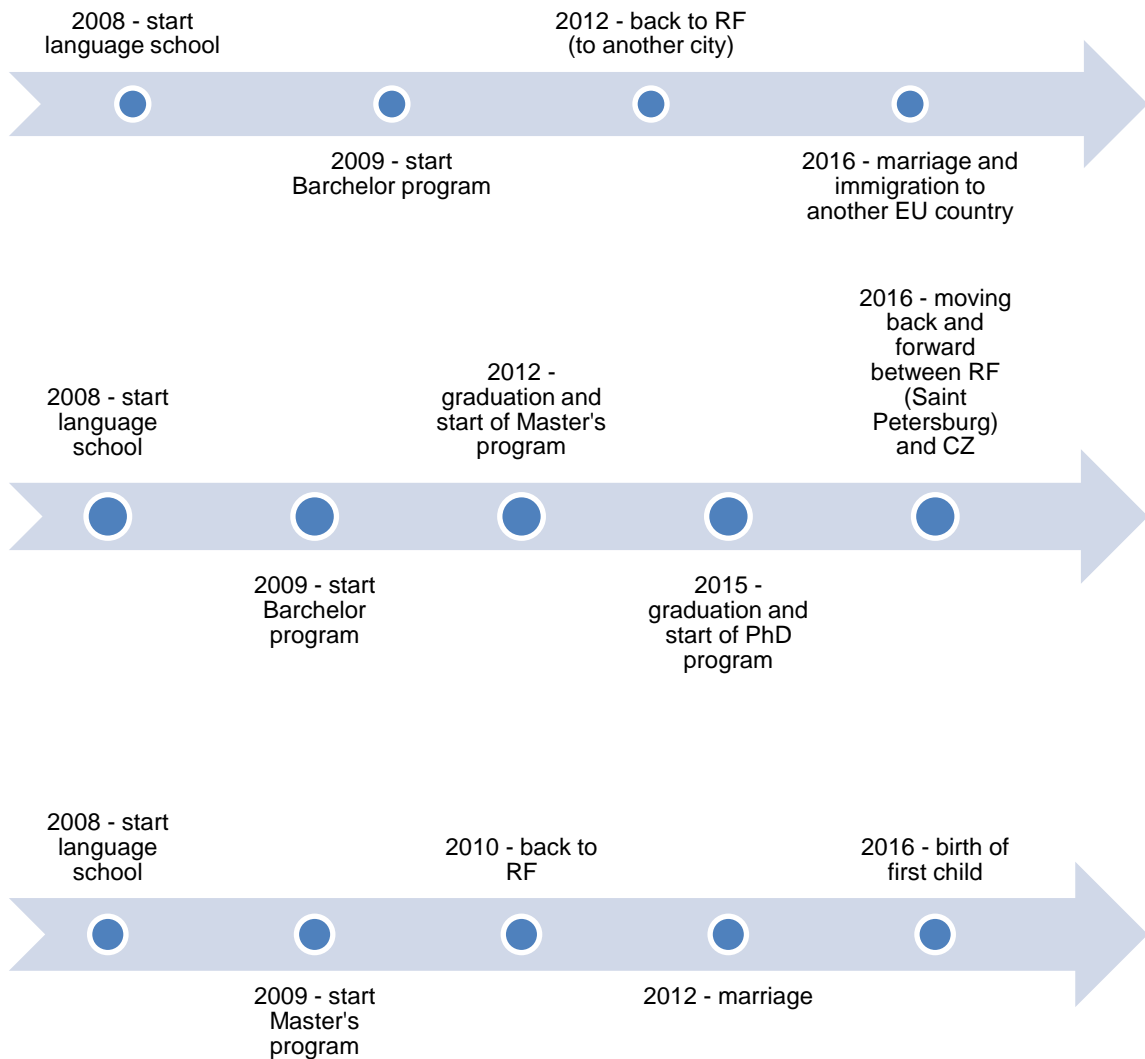 2008 - start
language school
2012 - back to RF
(to another city)
2009 - start
Barchelor program
2016 - marriage and
immigration to
another EU country
2008 - start
language
school
2012 -
graduation and
start of Master's
program
2016 - moving
back and
forward
between RF
(Saint
Petersburg)
and CZ
2009 - start
Barchelor
program
2015 -
graduation and
start of PhD
program
2008 - start
language
school
2010 - back to
RF
2016 - birth of
first child
2009 - start
Master's
program
2012 - marriage